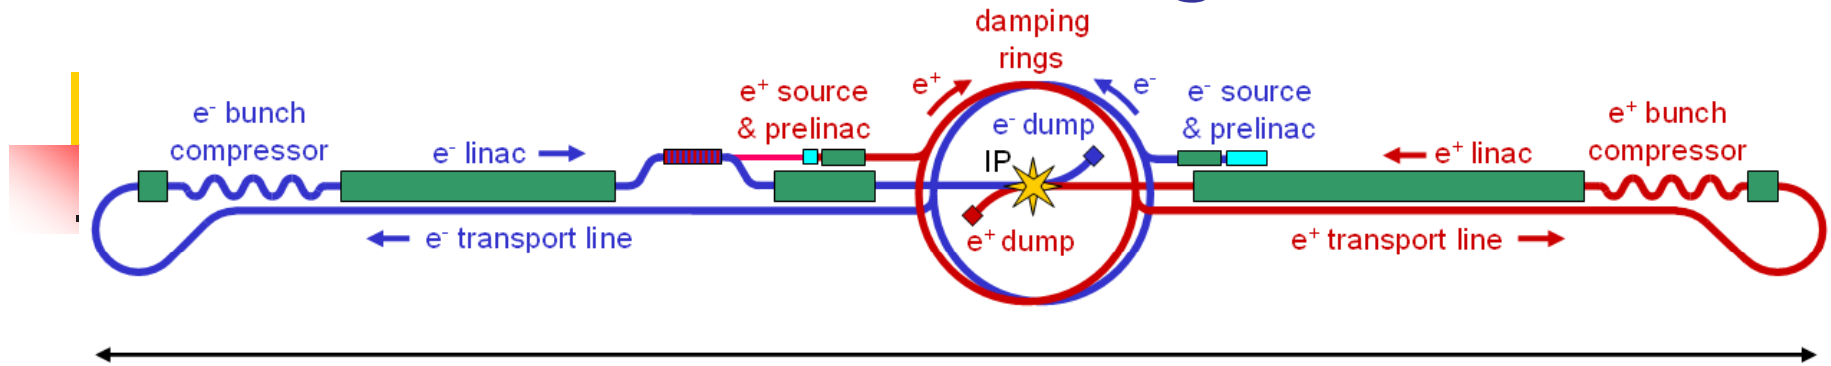 damping
rings
e⁺
e⁻
e⁺ source
& prelinac
e⁻ source
& prelinac
e⁻ bunch
compressor
e⁻ dump
e⁺ bunch
compressor
e⁻ linac
IP
e⁺ linac
e⁻ transport line
e⁺ dump
e⁺ transport line